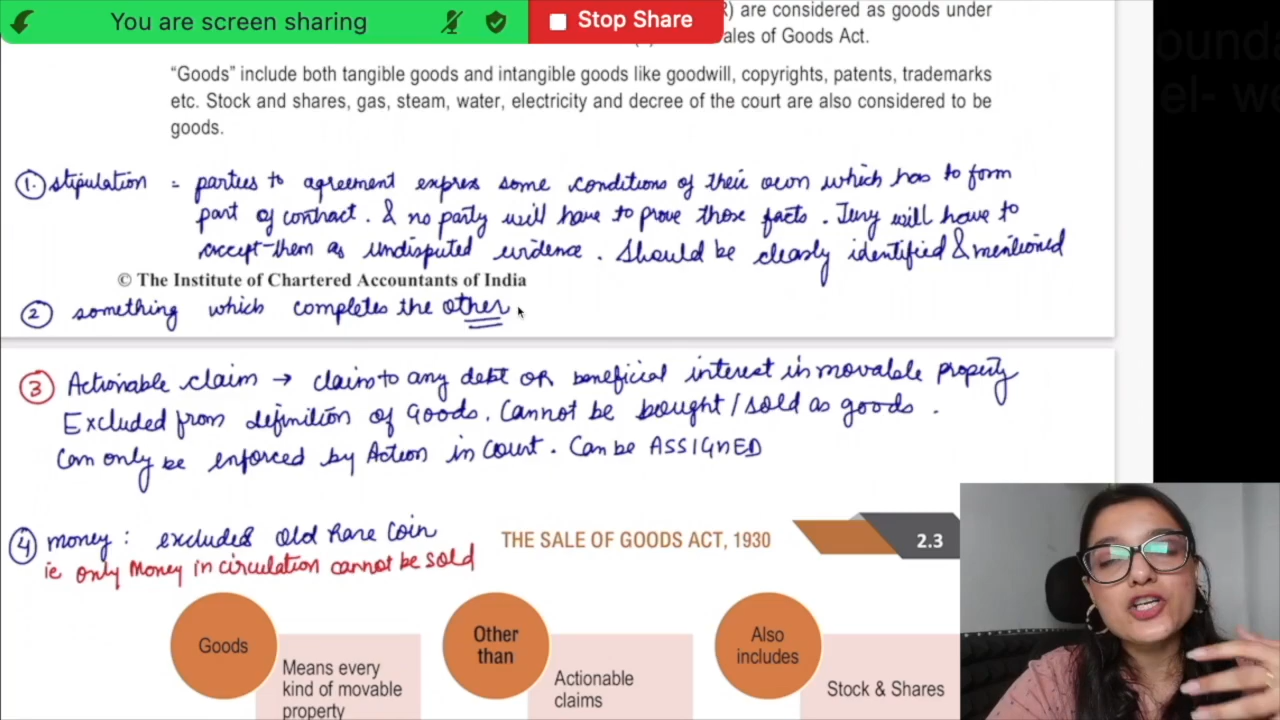 You are screen sharing
Stop Share
R) are considered as goods under
ales of Goods Act.
“Goods” include both tangible goods and intangible goods like goodwill, copyrights, patents, trademarks
etc. Stock and shares, gas, steam, water, electricity and decree of the court are also considered to be
goods.
1. stipulation = parties to agreement express some conditions of their own which has to form
part of contract. & no party will have to prove those facts. Jury will have to
accept them as undisputed evidence. Should be clearly identified & mentioned
© The Institute of Chartered Accountants of India
2 something which completes the other
3 Actionable claim → claim to any debt OR beneficial interest in movable property
Excluded from definition of Goods. Cannot be bought/sold as goods.
Can only be enforced by Action in Court. Can be ASSIGNED
4 money: excluded old Rare Coin
ie only Money in circulation cannot be sold
THE SALE OF GOODS ACT, 1930
2.3
Goods
Means every
kind of movable
property
Other
than
Actionable
claims
Also
includes
Stock & Shares